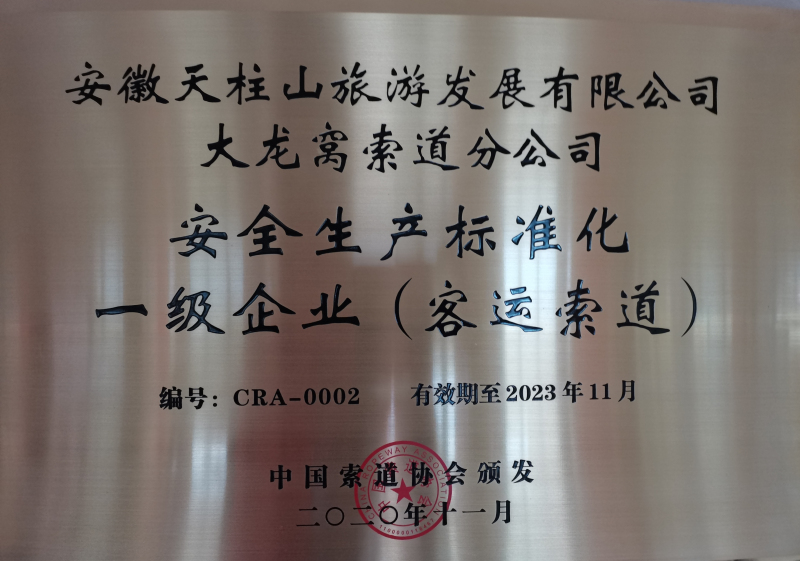 安徽天柱山旅游发展有限公司
大龙窝索道分公司
安全生产标准化
一级企业（客运索道）
编号：CRA-0002 有效期至2023年11月
中国索道协会颁发
二〇二〇年十一月